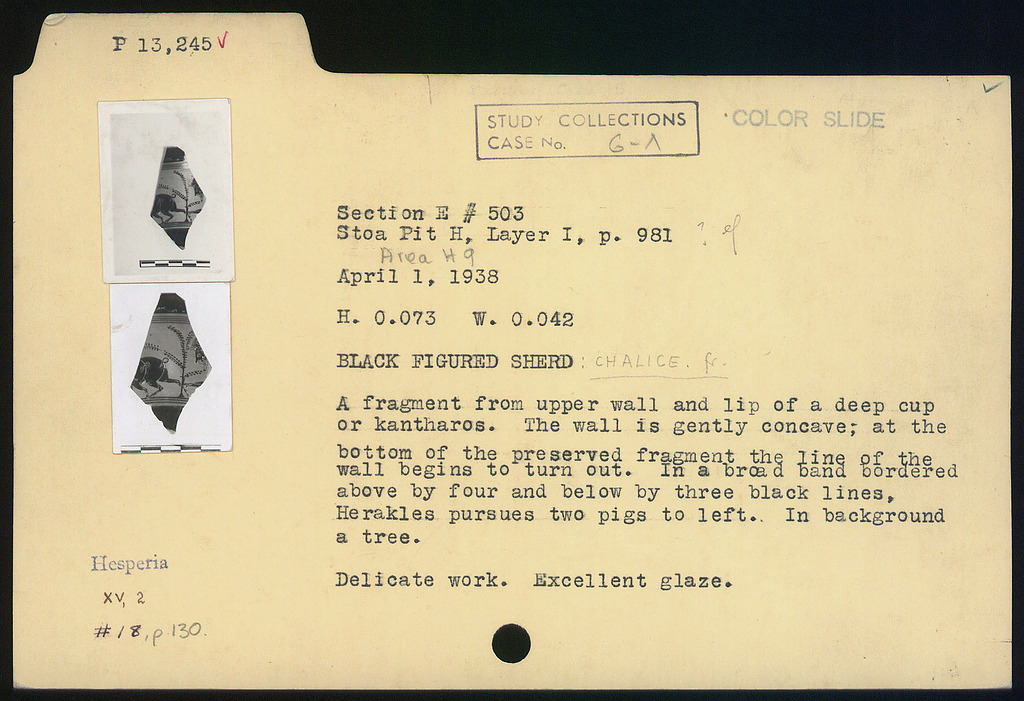 P 13,245 ✓
STUDY COLLECTIONS
CASE No. G-1
COLOR SLIDE
Section E # 503
Stoa Pit H, Layer I, p. 981 ?
Area H 9
April 1, 1938
H. 0.073 W. 0.042
BLACK FIGURED SHERD : CHALICE. fr.
A fragment from upper wall and lip of a deep cup
or kantharos. The wall is gently concave; at the
bottom of the preserved fragment the line of the
wall begins to turn out. In a broad band bordered
above by four and below by three black lines,
Herakles pursues two pigs to left.. In background
a tree.
Delicate work. Excellent glaze.
Hesperia
XV, 2
#18, p 130.